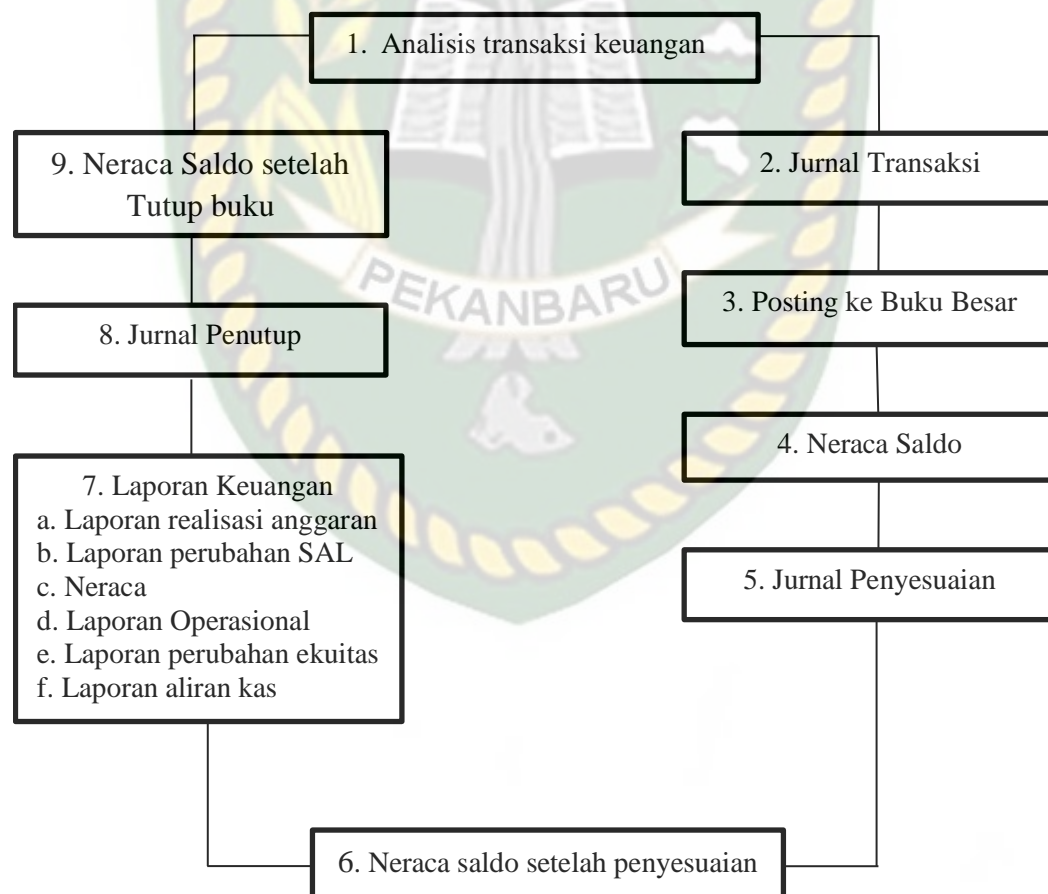 1. Analisis transaksi keuangan
9. Neraca Saldo setelah
Tutup buku
2. Jurnal Transaksi
PEKANBARU
3. Posting ke Buku Besar
8. Jurnal Penutup
4. Neraca Saldo
7. Laporan Keuangan
a. Laporan realisasi anggaran
b. Laporan perubahan SAL
c. Neraca
d. Laporan Operasional
e. Laporan perubahan ekuitas
f. Laporan aliran kas
5. Jurnal Penyesuaian
6. Neraca saldo setelah penyesuaian